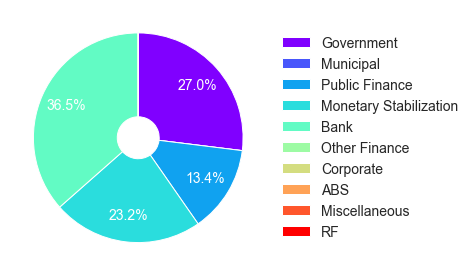 27.0%
36.5%
13.4%
23.2%
Government
Municipal
Public Finance
Monetary Stabilization
Bank
Other Finance
Corporate
ABS
Miscellaneous
RF